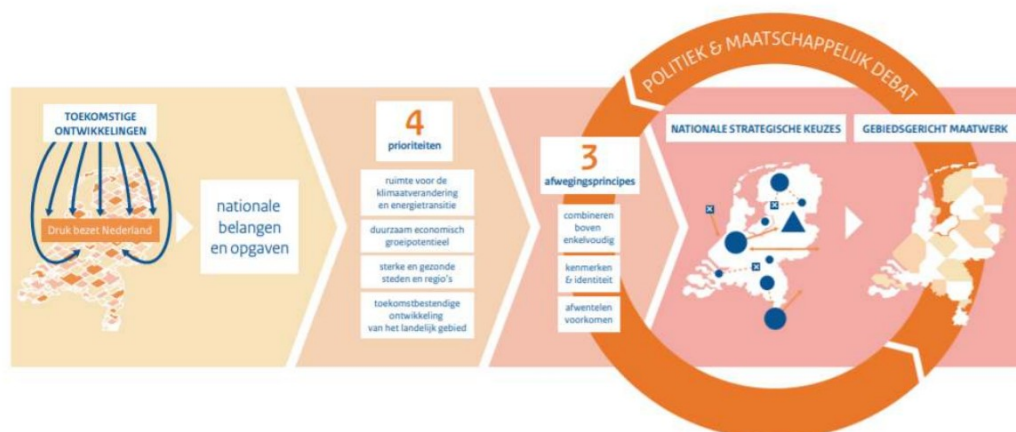 TOEKOMSTIGE
ONTWIKKELINGEN
Druk bezet Nederland
nationale
belangen
en opgaven
4
prioriteiten
ruimte voor de
klimaatverandering
en energietransitie
duurzaam economisch
groeipotentieel
sterke en gezonde
steden en regio's
toekomstbestendige
ontwikkeling
van het landelijk gebied
3
afwegingsprincipes
combineren
boven
enkelvoudig
kenmerken
& identiteit
afwentelen
voorkomen
POLITIEK & MAATSCHAPPELIJK DEBAT
NATIONALE STRATEGISCHE KEUZES
GEBIEDSGERICHT MAATWERK